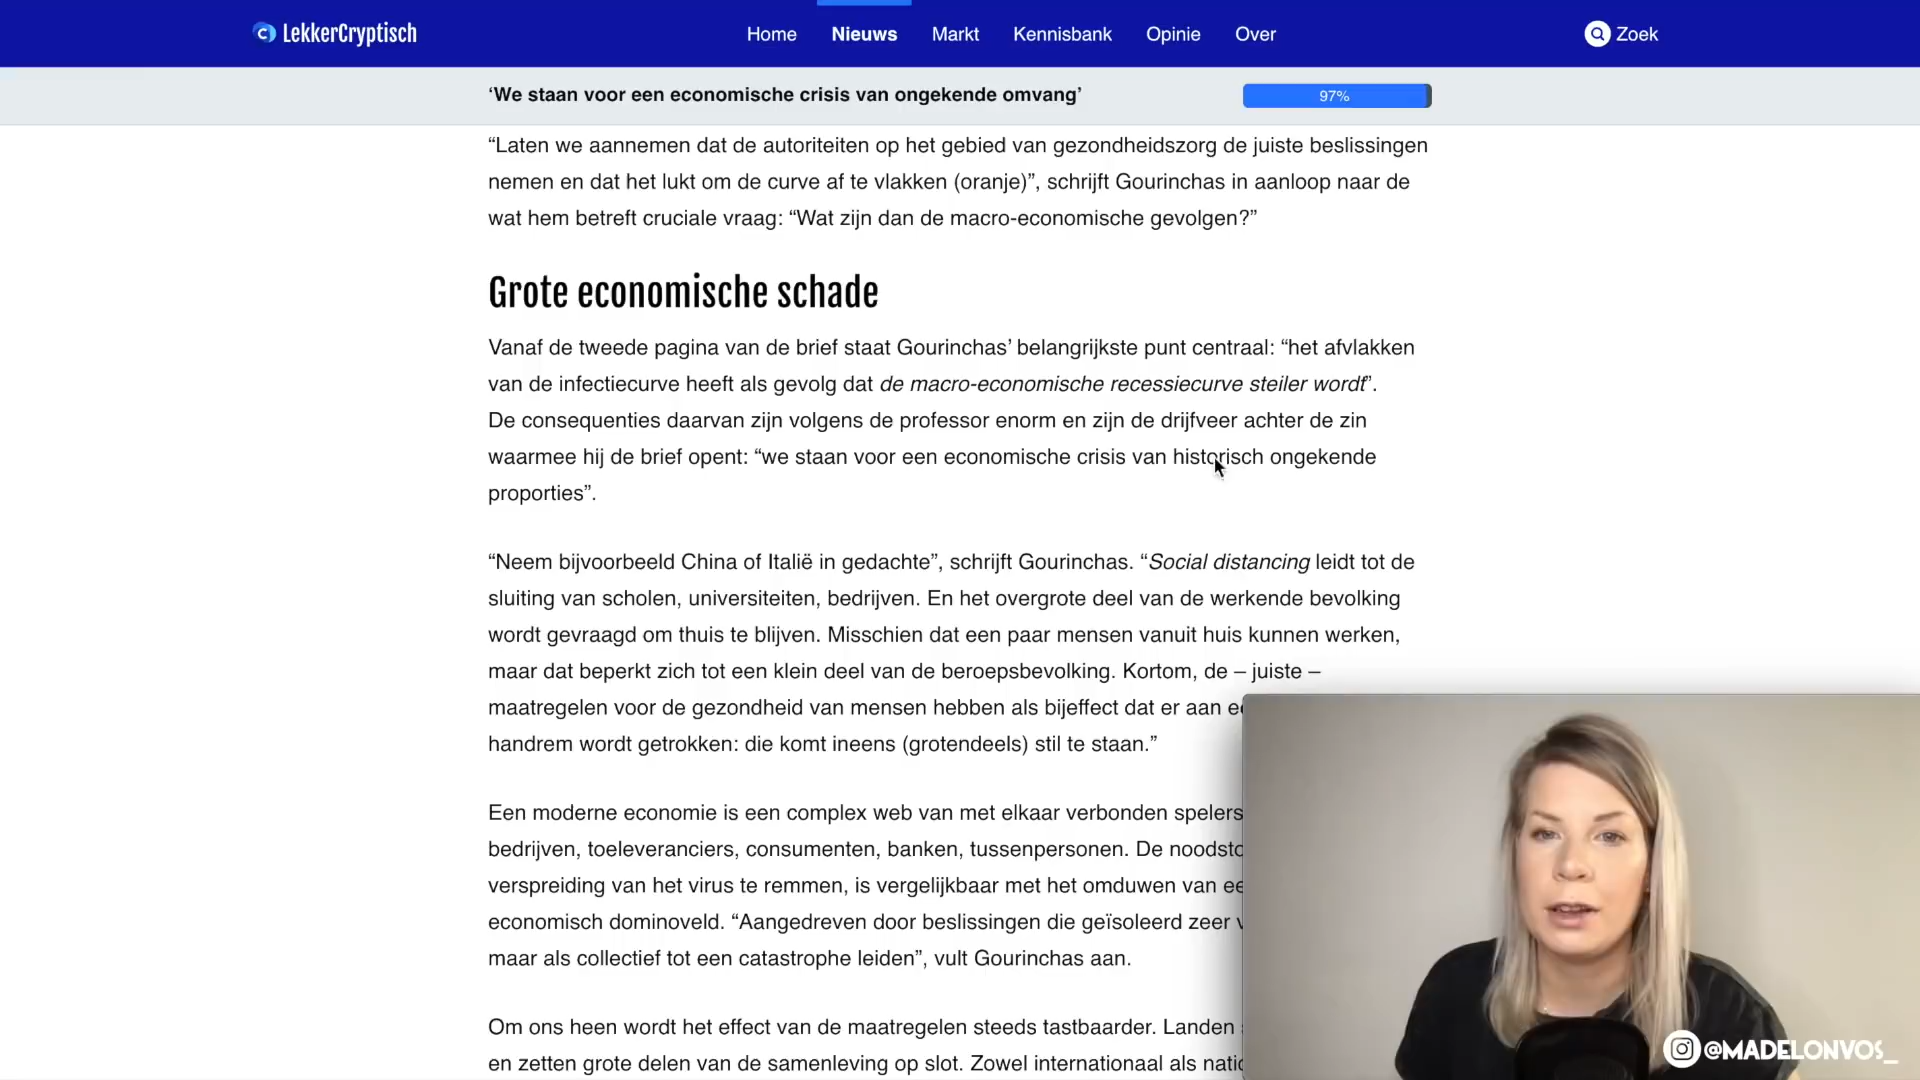 LekkerCryptisch
Home Nieuws Markt Kennisbank Opinie Over
Zoek
‘We staan voor een economische crisis van ongekende omvang’
97%
“Laten we aannemen dat de autoriteiten op het gebied van gezondheidszorg de juiste beslissingen
nemen en dat het lukt om de curve af te vlakken (oranje)”, schrijft Gourinchas in aanloop naar de
wat hem betreft cruciale vraag: “Wat zijn dan de macro-economische gevolgen?”
Grote economische schade
Vanaf de tweede pagina van de brief staat Gourinchas’ belangrijkste punt centraal: “het afvlakken
van de infectiecurve heeft als gevolg dat de macro-economische recessiecurve steiler wordt”.
De consequenties daarvan zijn volgens de professor enorm en zijn de drijfveer achter de zin
waarmee hij de brief opent: “we staan voor een economische crisis van historisch ongekende
proporties”.
“Neem bijvoorbeeld China of Italië in gedachte”, schrijft Gourinchas. “Social distancing leidt tot de
sluiting van scholen, universiteiten, bedrijven. En het overgrote deel van de werkende bevolking
wordt gevraagd om thuis te blijven. Misschien dat een paar mensen vanuit huis kunnen werken,
maar dat beperkt zich tot een klein deel van de beroepsbevolking. Kortom, de – juiste –
maatregelen voor de gezondheid van mensen hebben als bijeffect dat er aan
handrem wordt getrokken: die komt ineens (grotendeels) stil te staan.”
Een moderne economie is een complex web van met elkaar verbonden spelers
bedrijven, toeleveranciers, consumenten, banken, tussenpersonen. De
verspreiding van het virus te remmen, is vergelijkbaar met het omduwen van
economisch dominoveld. “Aangedreven door beslissingen die geïsoleerd zeer
maar als collectief tot een catastrophe leiden”, vult Gourinchas aan.
Om ons heen wordt het effect van de maatregelen steeds tastbaarder. Landen
en zetten grote delen van de samenleving op slot. Zowel internationaal als
@MADELONVOS_